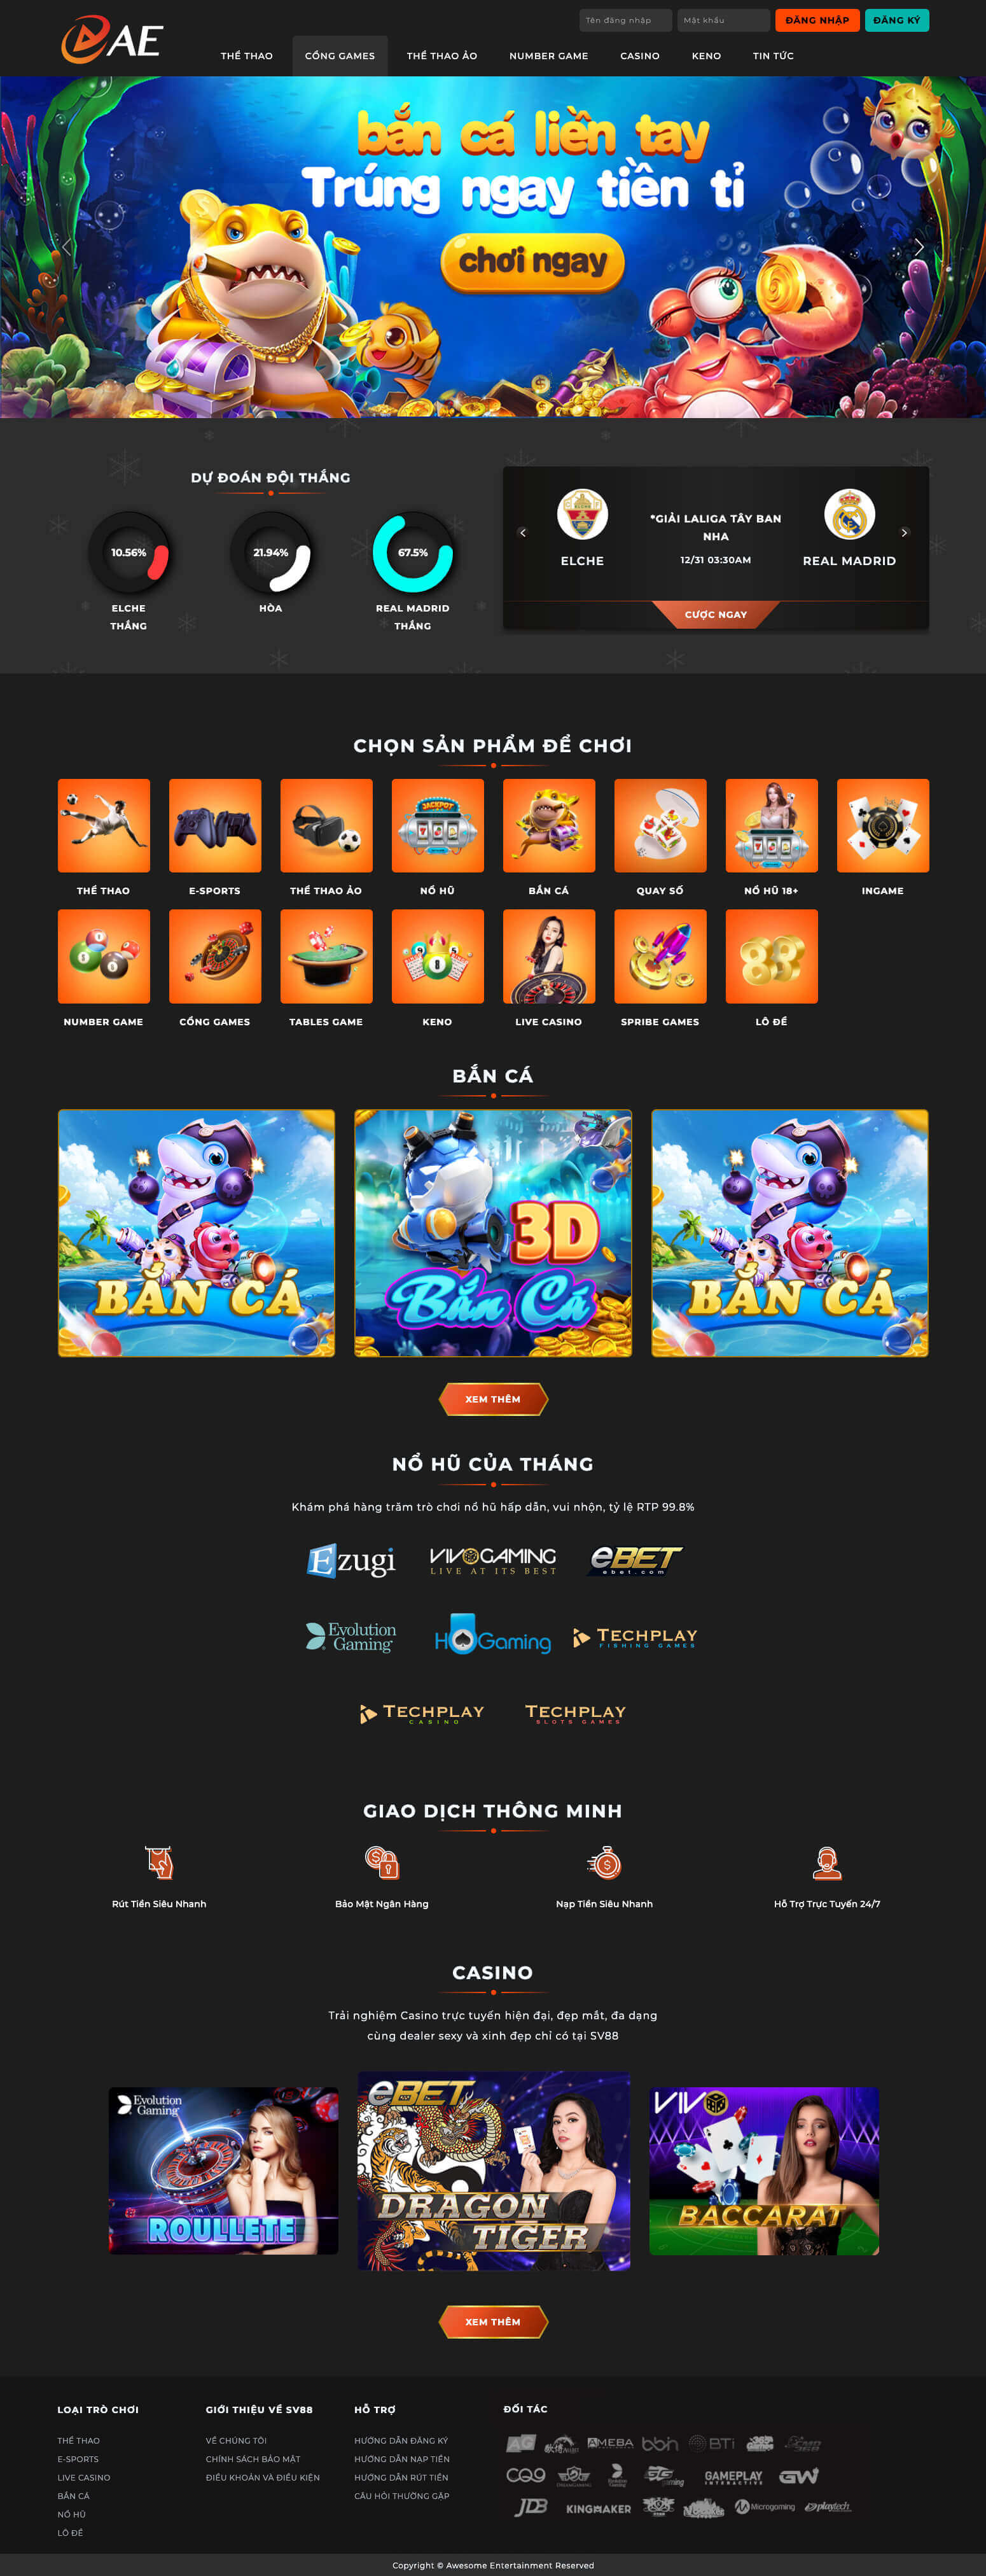 AE
Tên đăng nhập
Mật khẩu
ĐĂNG NHẬP
ĐĂNG KÝ
THỂ THAO
CỔNG GAMES
THỂ THAO ẢO
NUMBER GAME
CASINO
KENO
TIN TỨC
bắn cá liền tay
Trúng ngay tiền tỉ
chơi ngay
DỰ ĐOÁN ĐỘI THẮNG
10.56%
21.94%
67.5%
ELCHE
THẮNG
HÒA
REAL MADRID
THẮNG
*GIẢI LALIGA TÂY BAN
NHA
ELCHE
12/31 03:30AM
REAL MADRID
CƯỢC NGAY
CHỌN SẢN PHẨM ĐỂ CHƠI
JACKPOT
THỂ THAO
E-SPORTS
THỂ THAO ẢO
NỔ HŨ
BẮN CÁ
QUAY SỐ
NỔ HŨ 18+
INGAME
NUMBER GAME
CỔNG GAMES
TABLES GAME
KENO
LIVE CASINO
SPRIBE GAMES
LÔ ĐỀ
BẮN CÁ
BẮN CÁ
3D
Bắn Cá
BẮN CÁ
XEM THÊM
NỔ HŨ CỦA THÁNG
Khám phá hàng trăm trò chơi nổ hũ hấp dẫn, vui nhộn, tỷ lệ RTP 99.8%
Ezugi
VIVOGAMING
LIVE AT ITS BEST
eBET
ebet.com
Evolution
Gaming
HOGaming
TECHPLAY
FISHING GAMES
TECHPLAY
CASINO
TECHPLAY
SLOTS GAMES
GIAO DỊCH THÔNG MINH
Rút Tiền Siêu Nhanh
Bảo Mật Ngân Hàng
Nạp Tiền Siêu Nhanh
Hỗ Trợ Trực Tuyến 24/7
CASINO
Trải nghiệm Casino trực tuyến hiện đại, đẹp mắt, đa dạng
cùng dealer sexy và xinh đẹp chỉ có tại SV88
Evolution
Gaming
ROULLETE
eBET
DRAGON
TIGER
VIVO
BACCARAT
XEM THÊM
LOẠI TRÒ CHƠI
THỂ THAO
E-SPORTS
LIVE CASINO
BẮN CÁ
NỔ HŨ
LÔ ĐỀ
GIỚI THIỆU VỀ SV88
VỀ CHÚNG TÔI
CHÍNH SÁCH BẢO MẬT
ĐIỀU KHOẢN VÀ ĐIỀU KIỆN
HỖ TRỢ
HƯỚNG DẪN ĐĂNG KÝ
HƯỚNG DẪN NẠP TIỀN
HƯỚNG DẪN RÚT TIỀN
CÂU HỎI THƯỜNG GẶP
ĐỐI TÁC
AG
AMEBA
bbin
BTi
CQ9
GAMEPLAY
GW
JDB
KINGMAKER
Microgaming
playtech
Copyright © Awesome Entertainment Reserved